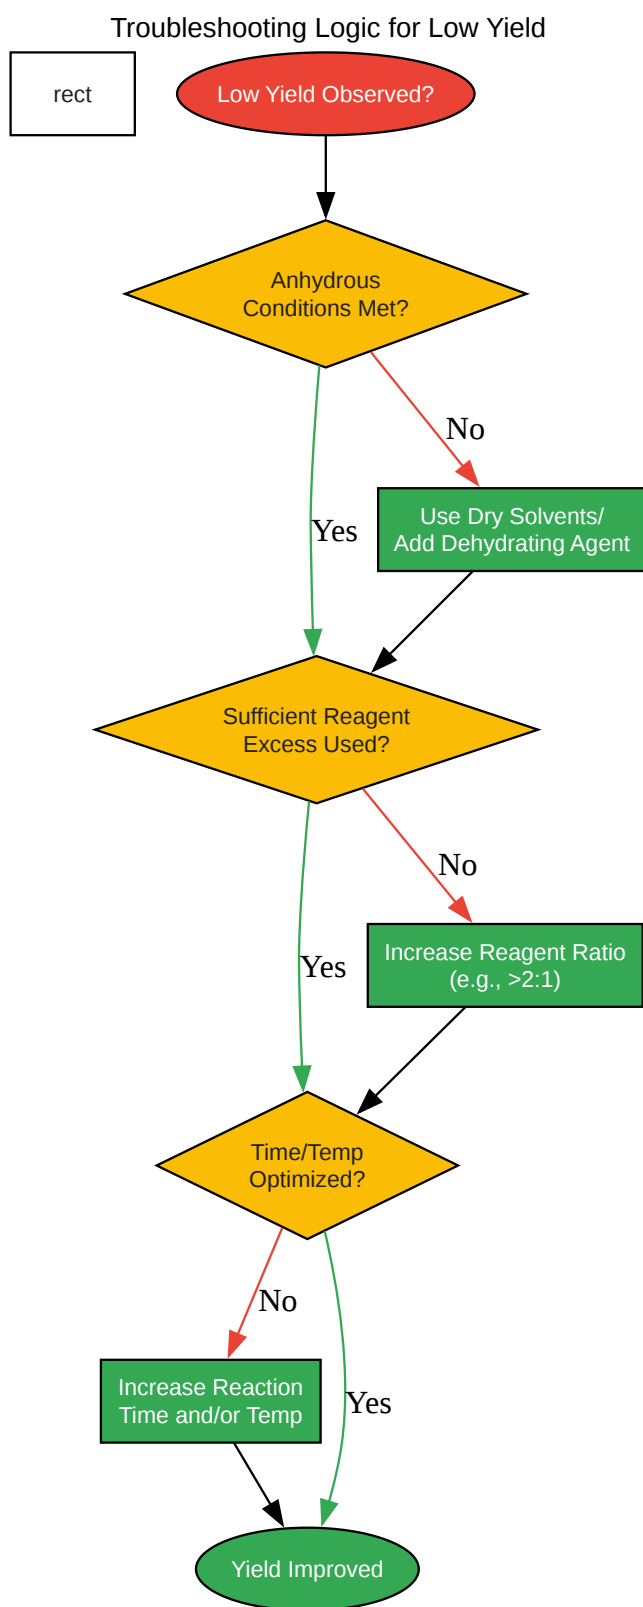 Troubleshooting Logic for Low Yield
rect
Low Yield Observed?
Anhydrous
Conditions Met?
No
Yes
Use Dry Solvents/
Add Dehydrating Agent
Sufficient Reagent
Excess Used?
No
Yes
Increase Reagent Ratio
(e.g., >2:1)
Time/Temp
Optimized?
No
Yes
Increase Reaction
Time and/or Temp
Yield Improved